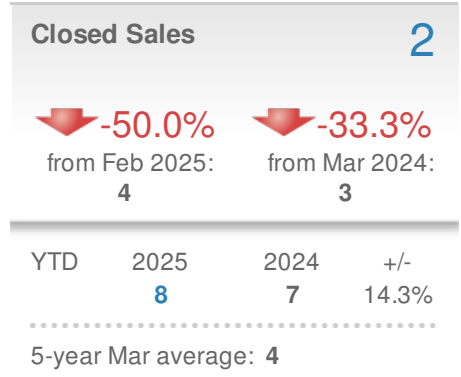 Closed Sales 2
-50.0% -33.3%
from Feb 2025: from Mar 2024:
4 3
YTD 2025 2024 +/-
8 7 14.3%
5-year Mar average: 4